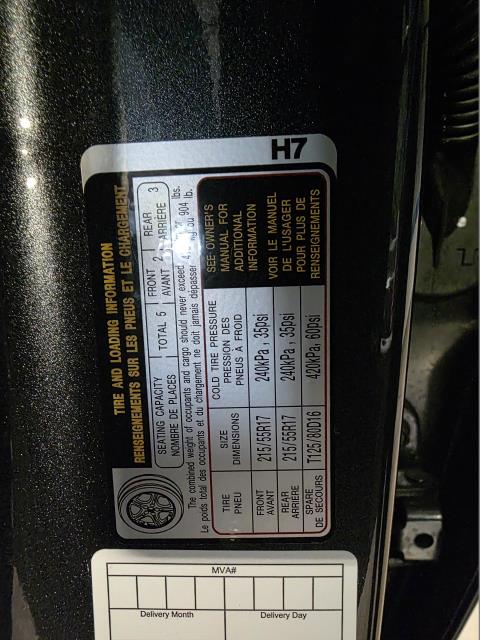 H7
TIRE AND LOADING INFORMATION
RENSEIGNEMENTS SUR LES PNEUS ET LE CHARGEMENT
SEATING CAPACITY
NOMBRE DE PLACES
TOTAL 5
FRONT
AVANT
2
REAR
ARRIÈRE
3
The combined weight of occupants and cargo should never exceed lbs.
Le poids total des occupants et du chargement ne doit jamais dépasser 904 lb.
TIRE
PNEU
SIZE
DIMENSIONS
COLD TIRE PRESSURE
PRESSION DES
PNEUS À FROID
FRONT
AVANT
215/55R17
240kPa, 35psi
REAR
ARRIÈRE
215/55R17
240kPa, 35psi
SPARE
DE SECOURS
T125/80D16
420kPa, 60psi
SEE OWNER'S
MANUAL FOR
ADDITIONAL
INFORMATION
VOIR LE MANUEL
DE L'USAGER
POUR PLUS DE
RENSEIGNEMENTS
MVA#
Delivery Month
Delivery Day